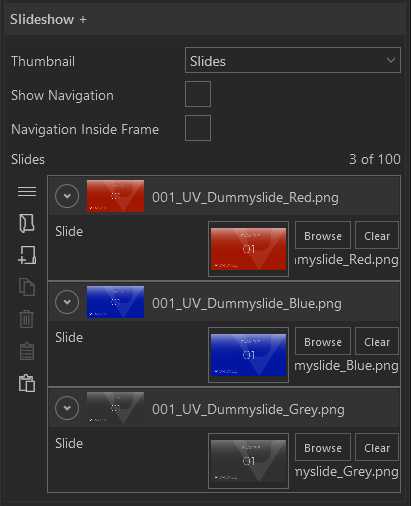 Slideshow +
Thumbnail Slides
Show Navigation
Navigation Inside Frame
Slides 3 of 100
001_UV_Dummyslide_Red.png
Slide 01 Browse Clear
myslide_Red.png
001_UV_Dummyslide_Blue.png
Slide 01 Browse Clear
myslide_Blue.png
001_UV_Dummyslide_Grey.png
Slide 01 Browse Clear
myslide_Grey.png